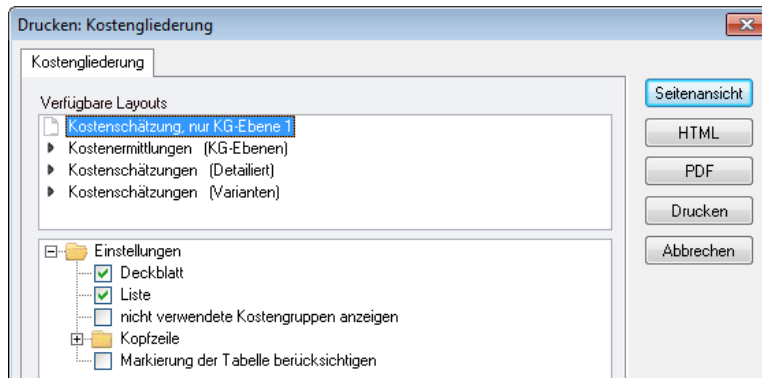 Drucken: Kostengliederung
Kostengliederung
Verfügbare Layouts
Kostenschätzung, nur KG-Ebene 1
Kostenermittlungen (KG-Ebenen)
Kostenschätzungen (Detailiert)
Kostenschätzungen (Varianten)
Einstellungen
Deckblatt
Liste
nicht verwendete Kostengruppen anzeigen
Kopfzeile
Markierung der Tabelle berücksichtigen
Seitenansicht
HTML
PDF
Drucken
Abbrechen